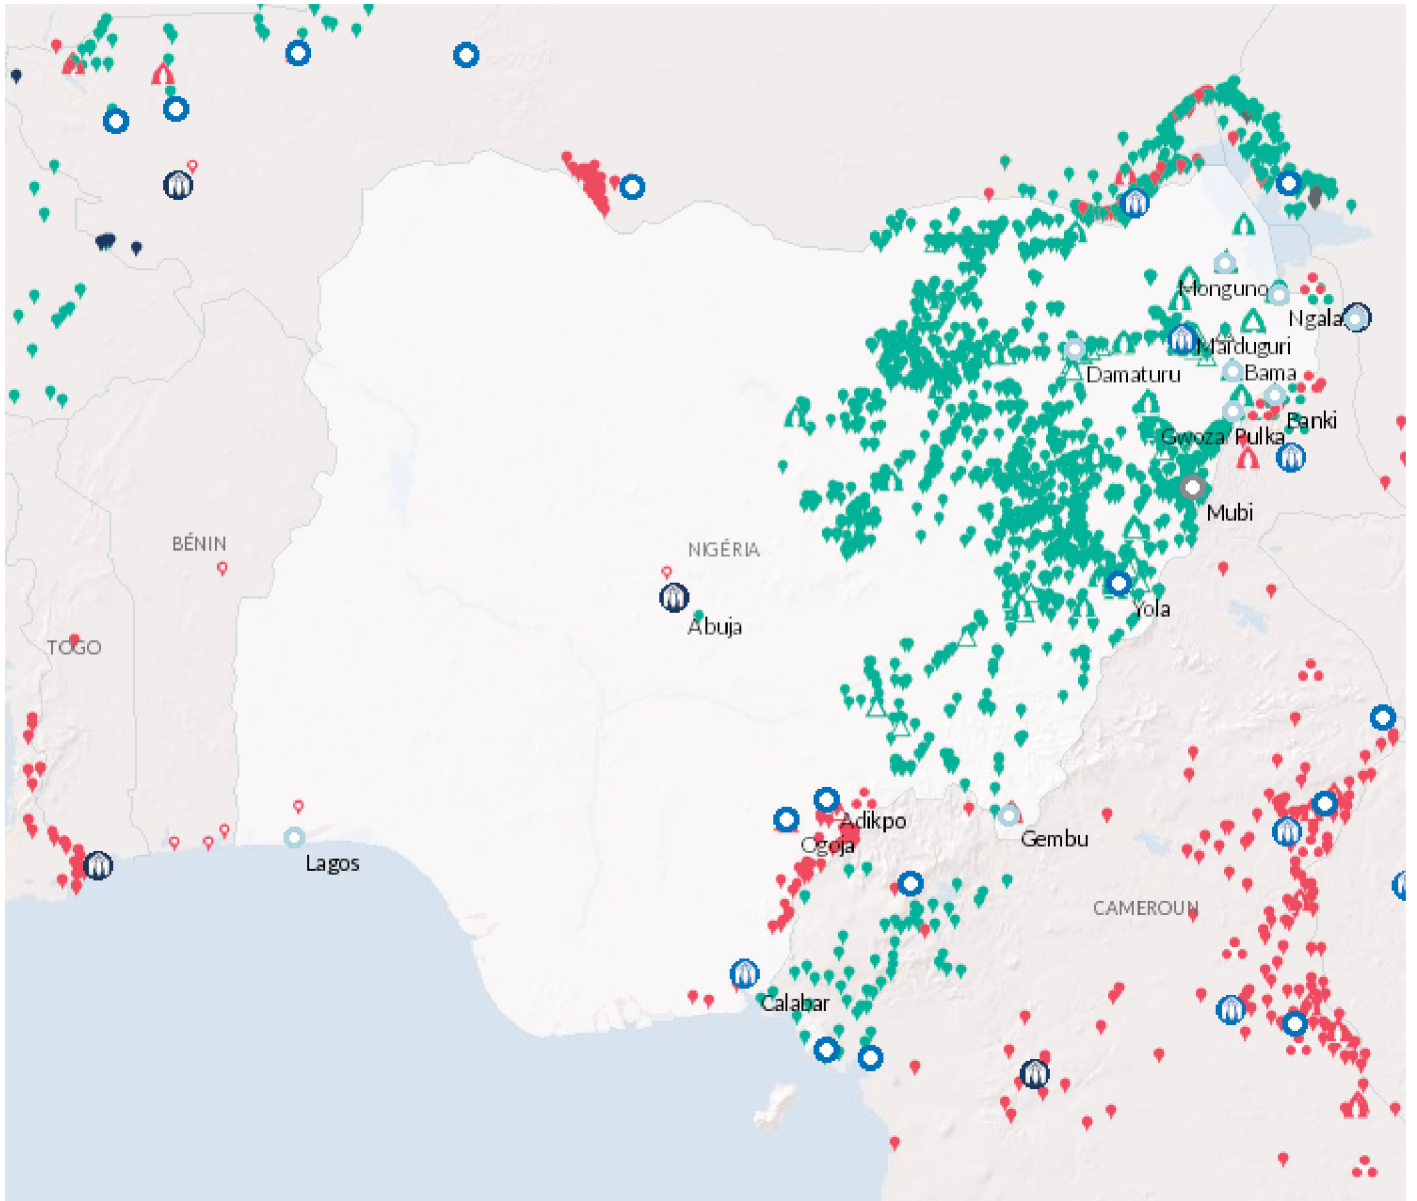 Monguno
Ngala
Marduguri
Damaturu
Bama
Banki
Gwoza/Pulka
Mubi
BÉNIN
NIGÉRIA
Yola
Abuja
TOGO
Adikpo
Gembu
Ogoja
Lagos
CAMEROUN
Calabar